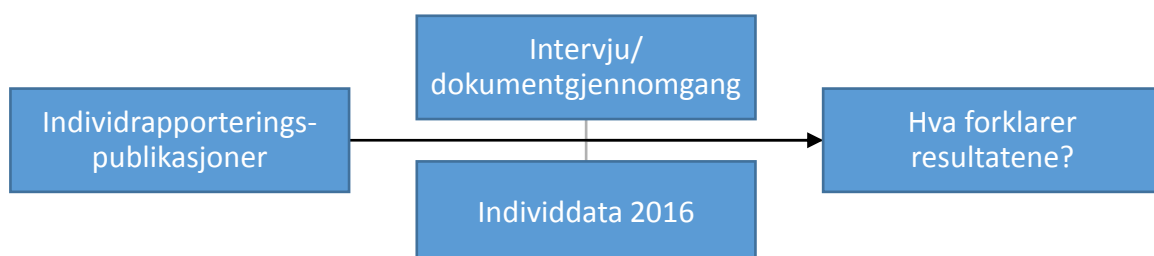 Individrapporterings-
publikasjoner
Intervju/
dokumentgjennomgang
Individdata 2016
Hva forklarer
resultatene?